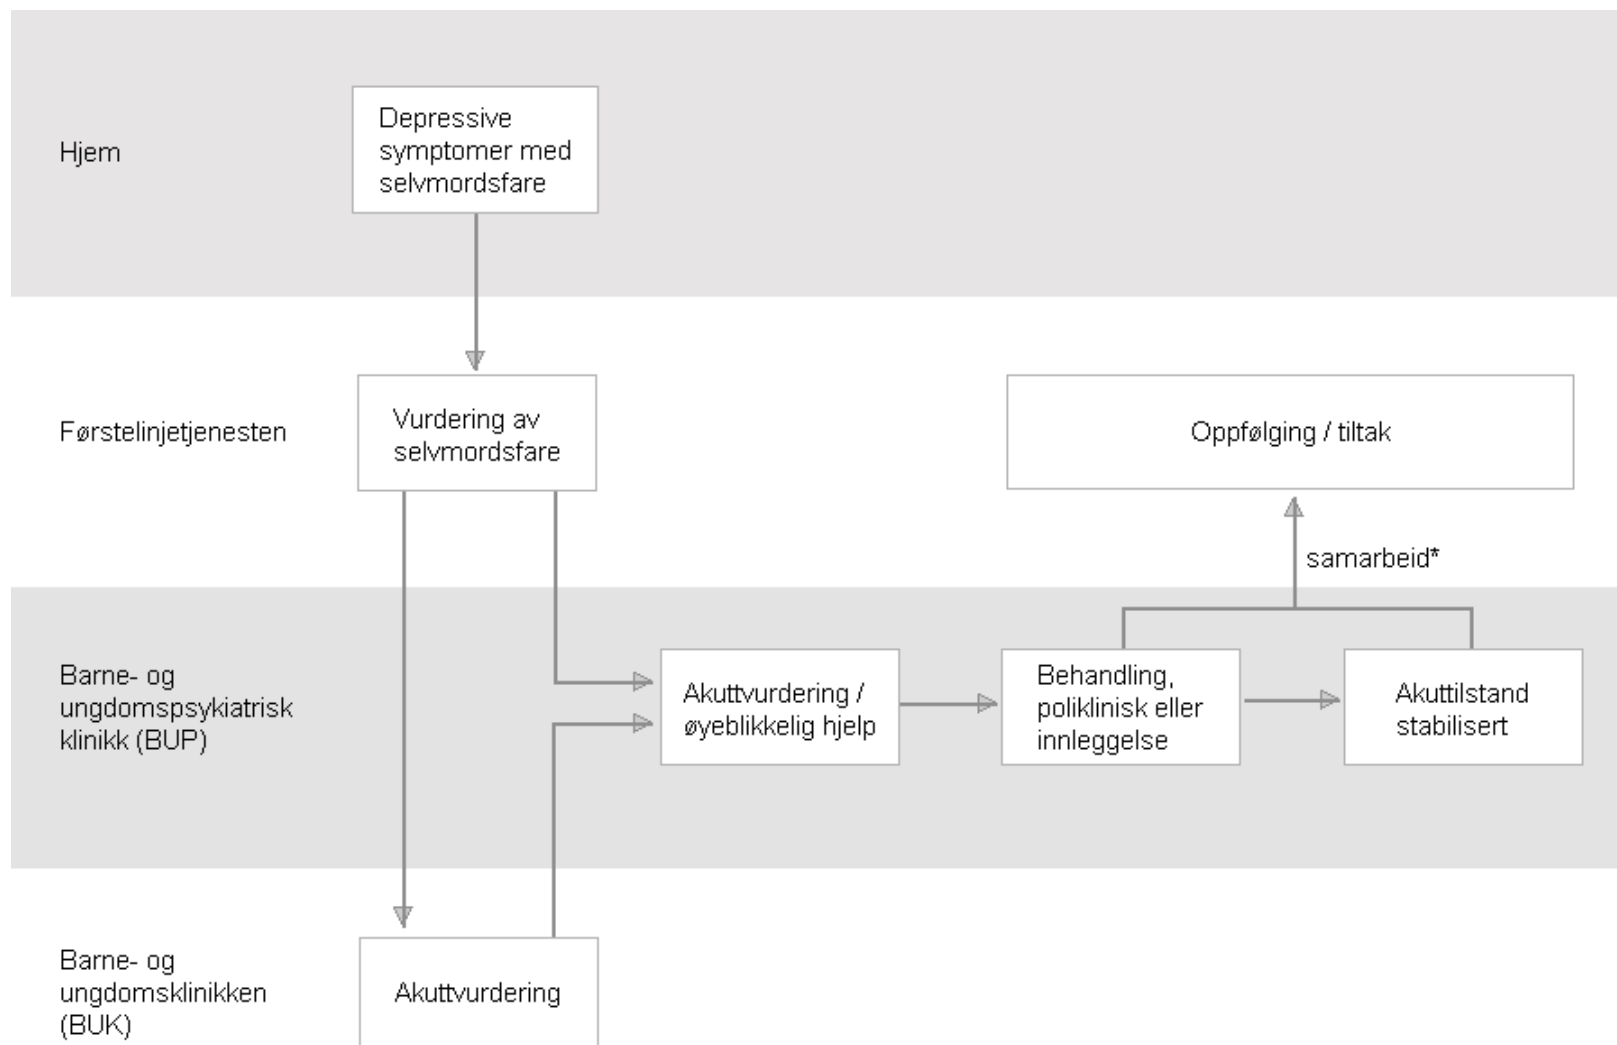 Hjem
Depressive
symptomer med
selvmordsfare
Førstelinjetjenesten
Vurdering av
selvmordsfare
Oppfølging / tiltak
samarbeid*
Barne- og
ungdomspsykiatrisk
klinikk (BUP)
Akuttvurdering /
øyeblikkelig hjelp
Behandling,
poliklinisk eller
innleggelse
Akuttilstand
stabilisert
Barne- og
ungdomsklinikken
(BUK)
Akuttvurdering